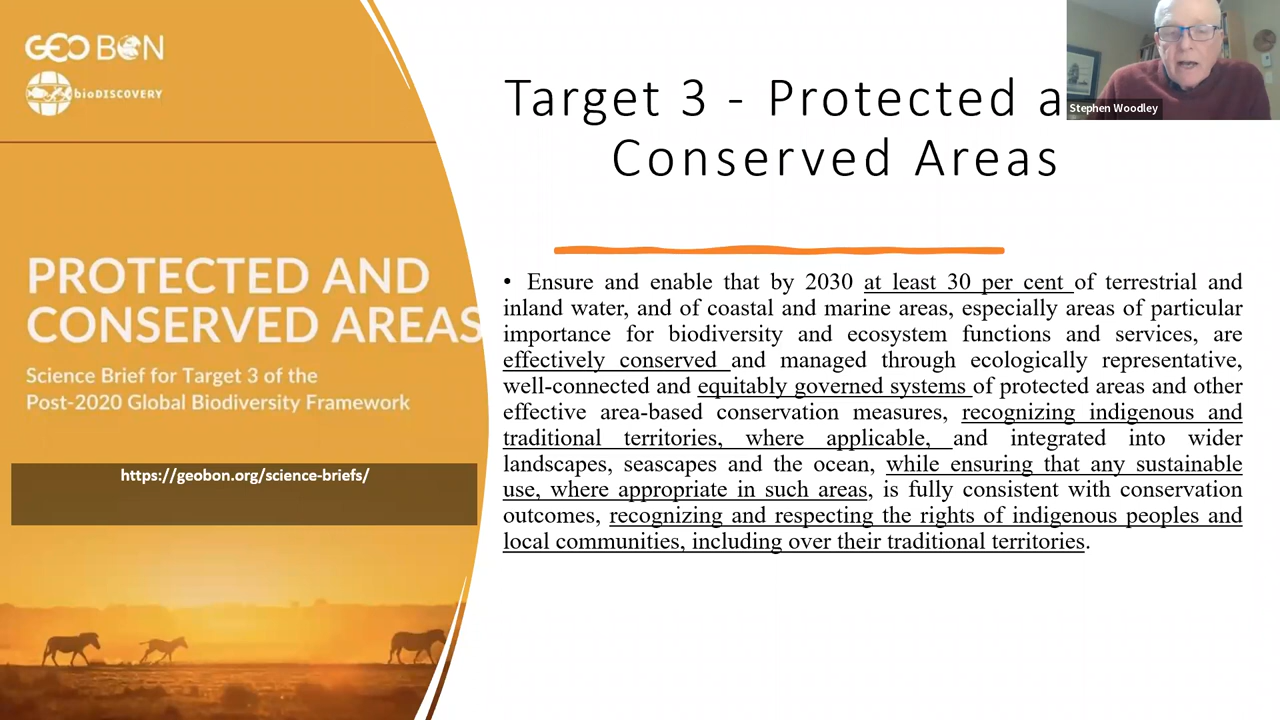 GEO BON
bioDISCOVERY
PROTECTED AND
CONSERVED AREAS
Science Brief for Target 3 of the
Post-2020 Global Biodiversity Framework
https://geobon.org/science-briefs/
Target 3 - Protected a
Conserved Areas
Stephen Woodley
• Ensure and enable that by 2030 at least 30 per cent of terrestrial and
inland water, and of coastal and marine areas, especially areas of particular
importance for biodiversity and ecosystem functions and services, are
effectively conserved and managed through ecologically representative,
well-connected and equitably governed systems of protected areas and other
effective area-based conservation measures, recognizing indigenous and
traditional territories, where applicable, and integrated into wider
landscapes, seascapes and the ocean, while ensuring that any sustainable
use, where appropriate in such areas, is fully consistent with conservation
outcomes, recognizing and respecting the rights of indigenous peoples and
local communities, including over their traditional territories.